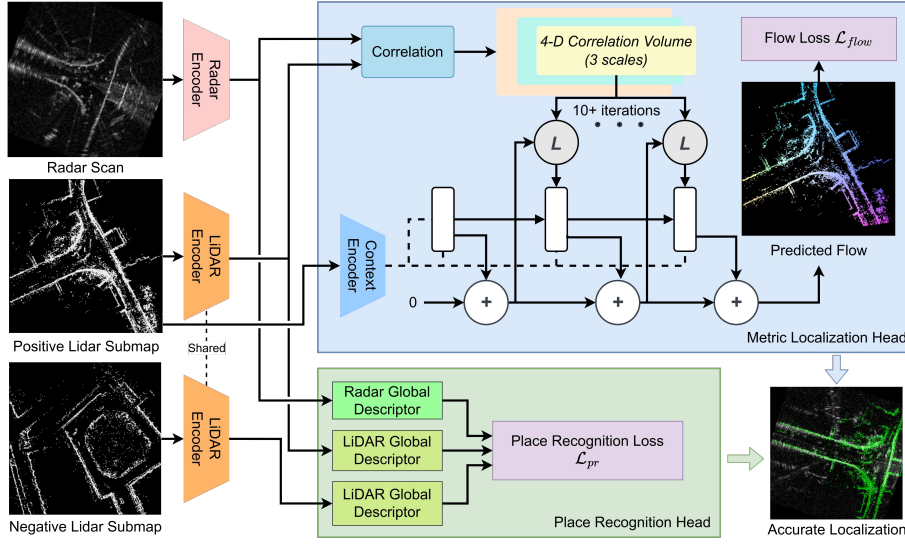 Radar Scan
Radar
Encoder
Positive Lidar Submap
LiDAR
Encoder
Shared
Negative Lidar Submap
LiDAR
Encoder
Correlation
4-D Correlation Volume
(3 scales)
10+ iterations
L
L
Context
Encoder
0
+
+
+
Flow Loss ℒ_flow
Predicted Flow
Metric Localization Head
Radar Global
Descriptor
LiDAR Global
Descriptor
LiDAR Global
Descriptor
Place Recognition Loss
ℒ_pr
Place Recognition Head
Accurate Localization